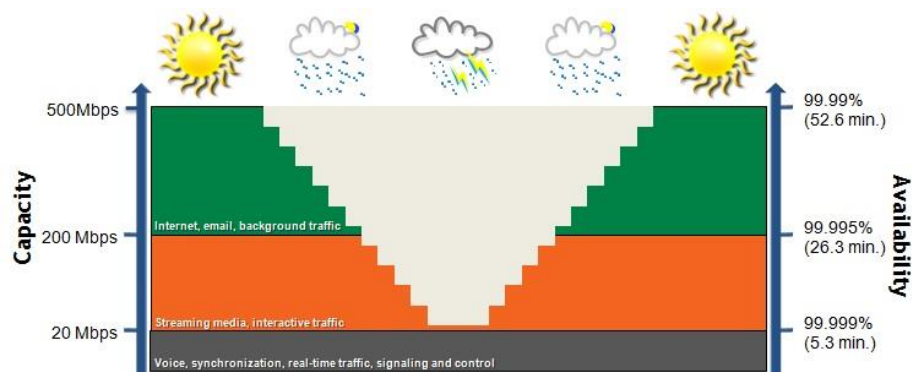 500Mbps
99.99%
(52.6 min.)
Capacity
Availability
Internet, email, background traffic
200 Mbps
99.995%
(26.3 min.)
Streaming media, interactive traffic
20 Mbps
99.999%
(5.3 min.)
Voice, synchronization, real-time traffic, signaling and control